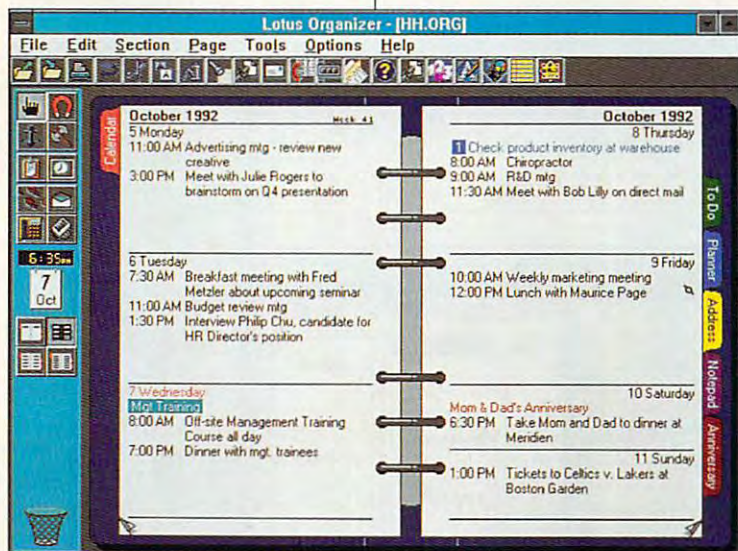 Lotus Organizer - [HH.ORG]
File Edit Section Page Tools Options Help
Calendar
October 1992
Week 41
5 Monday
11:00 AM Advertising mtg - review new
creative
3:00 PM Meet with Julie Rogers to
brainstorm on Q4 presentation
6 Tuesday
7:30 AM Breakfast meeting with Fred
Metzler about upcoming seminar
11:00 AM Budget review mtg
1:30 PM Interview Philip Chu, candidate for
HR Director's position
7 Wednesday
Mgt Training
8:00 AM Off-site Management Training
Course all day
7:00 PM Dinner with mgt. trainees
October 1992
8 Thursday
1 Check product inventory at warehouse
8:00 AM Chiropractor
9:00 AM R&D mtg
11:30 AM Meet with Bob Lilly on direct mail
9 Friday
10:00 AM Weekly marketing meeting
12:00 PM Lunch with Maurice Page
10 Saturday
Mom & Dad's Anniversary
6:30 PM Take Mom and Dad to dinner at
Meridien
11 Sunday
1:00 PM Tickets to Celtics v. Lakers at
Boston Garden
To Do
Planner
Address
Notepad
Anniversary
6:35PM
7
Oct